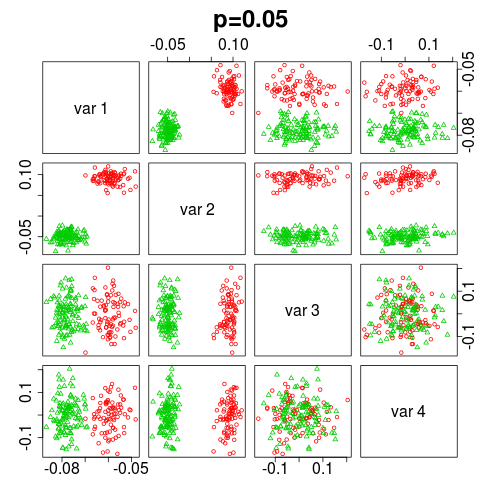 p=0.05
-0.05 0.10 -0.1 0.1
var 1
-0.08 -0.05
-0.05 0.10
var 2
var 3
-0.1 0.1
-0.1 0.1
var 4
-0.08 -0.05 -0.1 0.1